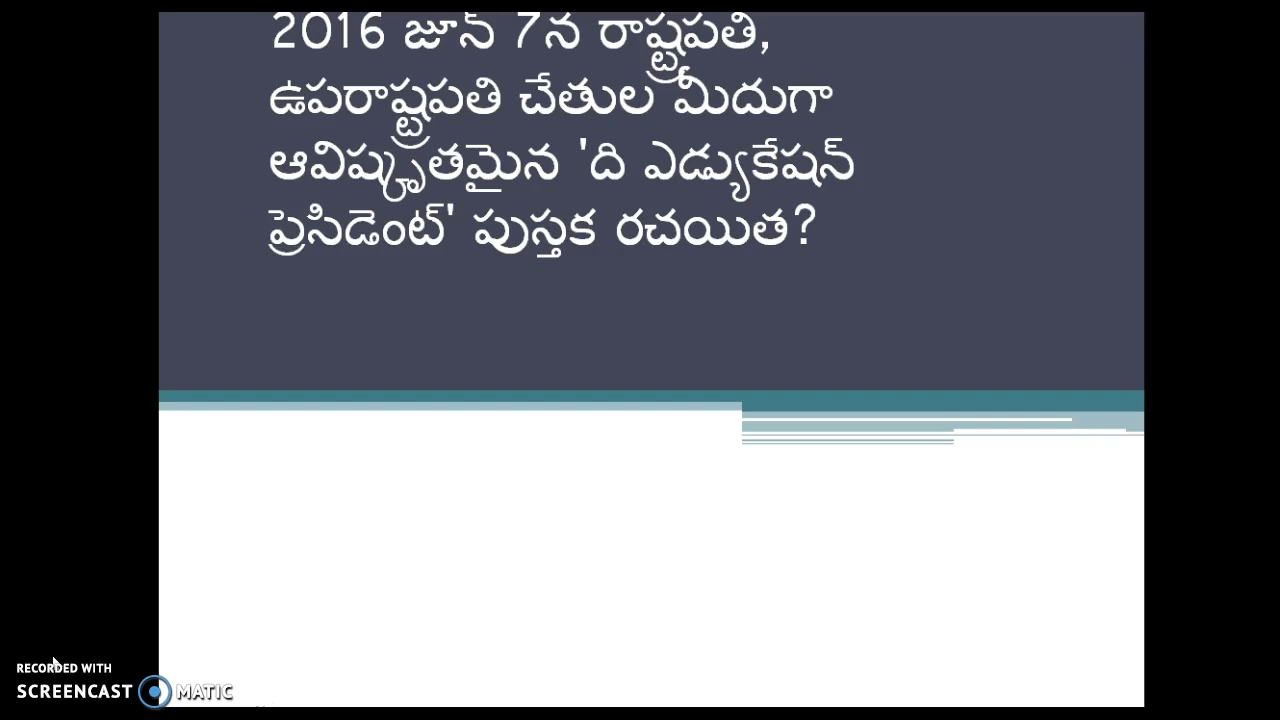 2016 జూన్ 7న రాష్ట్రపతి,
ఉపరాష్ట్రపతి చేతుల మీదుగా
ఆవిష్కృతమైన 'ది ఎడ్యుకేషన్
ప్రెసిడెంట్' పుస్తక రచయిత?
RECORDED WITH
SCREENCAST MATIC